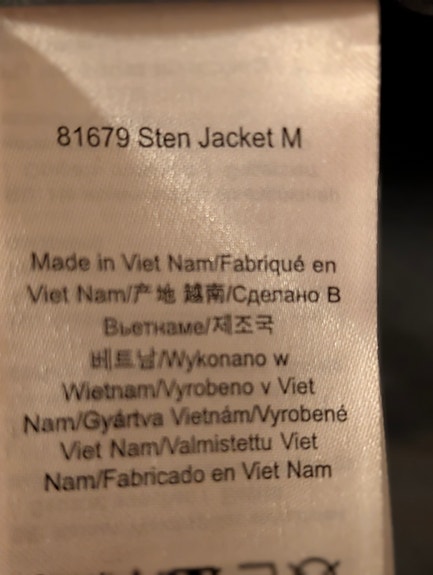 81679 Sten Jacket M
Made in Viet Nam/Fabriqué en
Viet Nam/产 地 越南/Сделано В
Вьетнаме/제조국
베트남/Wykonano w
Wietnam/Vyrobeno v Viet
Nam/Gyártva Vietnám/Vyrobené
Viet Nam/Valmistettu Viet
Nam/Fabricado en Viet Nam